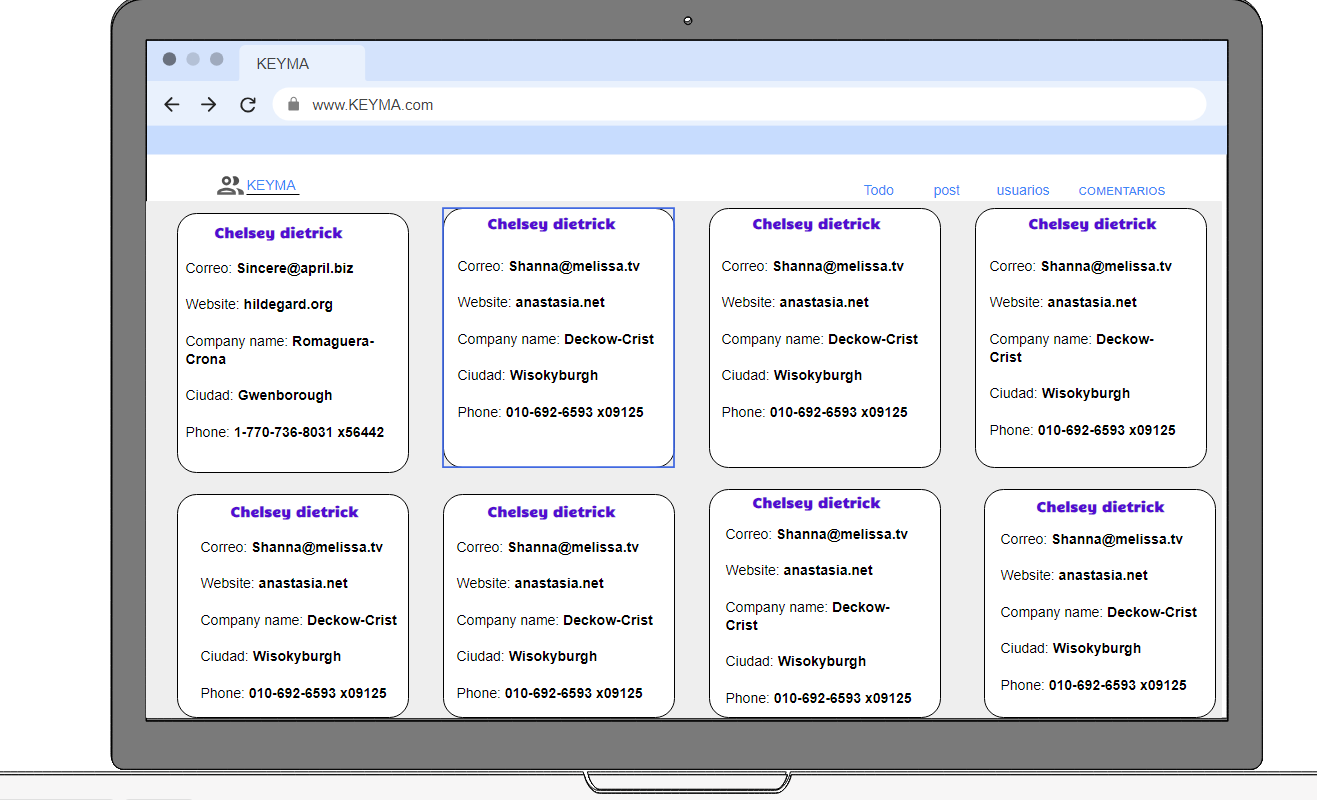 KEYMA
www.KEYMA.com
KEYMA
Todo
post
usuarios
COMENTARIOS
Chelsey dietrick
Correo: Sincere@april.biz
Website: hildegard.org
Company name: Romaguera-
Crona
Ciudad: Gwenborough
Phone: 1-770-736-8031 x56442
Chelsey dietrick
Correo: Shanna@melissa.tv
Website: anastasia.net
Company name: Deckow-Crist
Ciudad: Wisokyburgh
Phone: 010-692-6593 x09125
Chelsey dietrick
Correo: Shanna@melissa.tv
Website: anastasia.net
Company name: Deckow-Crist
Ciudad: Wisokyburgh
Phone: 010-692-6593 x09125
Chelsey dietrick
Correo: Shanna@melissa.tv
Website: anastasia.net
Company name: Deckow-
Crist
Ciudad: Wisokyburgh
Phone: 010-692-6593 x09125
Chelsey dietrick
Correo: Shanna@melissa.tv
Website: anastasia.net
Company name: Deckow-Crist
Ciudad: Wisokyburgh
Phone: 010-692-6593 x09125
Chelsey dietrick
Correo: Shanna@melissa.tv
Website: anastasia.net
Company name: Deckow-Crist
Ciudad: Wisokyburgh
Phone: 010-692-6593 x09125
Chelsey dietrick
Correo: Shanna@melissa.tv
Website: anastasia.net
Company name: Deckow-
Crist
Ciudad: Wisokyburgh
Phone: 010-692-6593 x09125
Chelsey dietrick
Correo: Shanna@melissa.tv
Website: anastasia.net
Company name: Deckow-Crist
Ciudad: Wisokyburgh
Phone: 010-692-6593 x09125